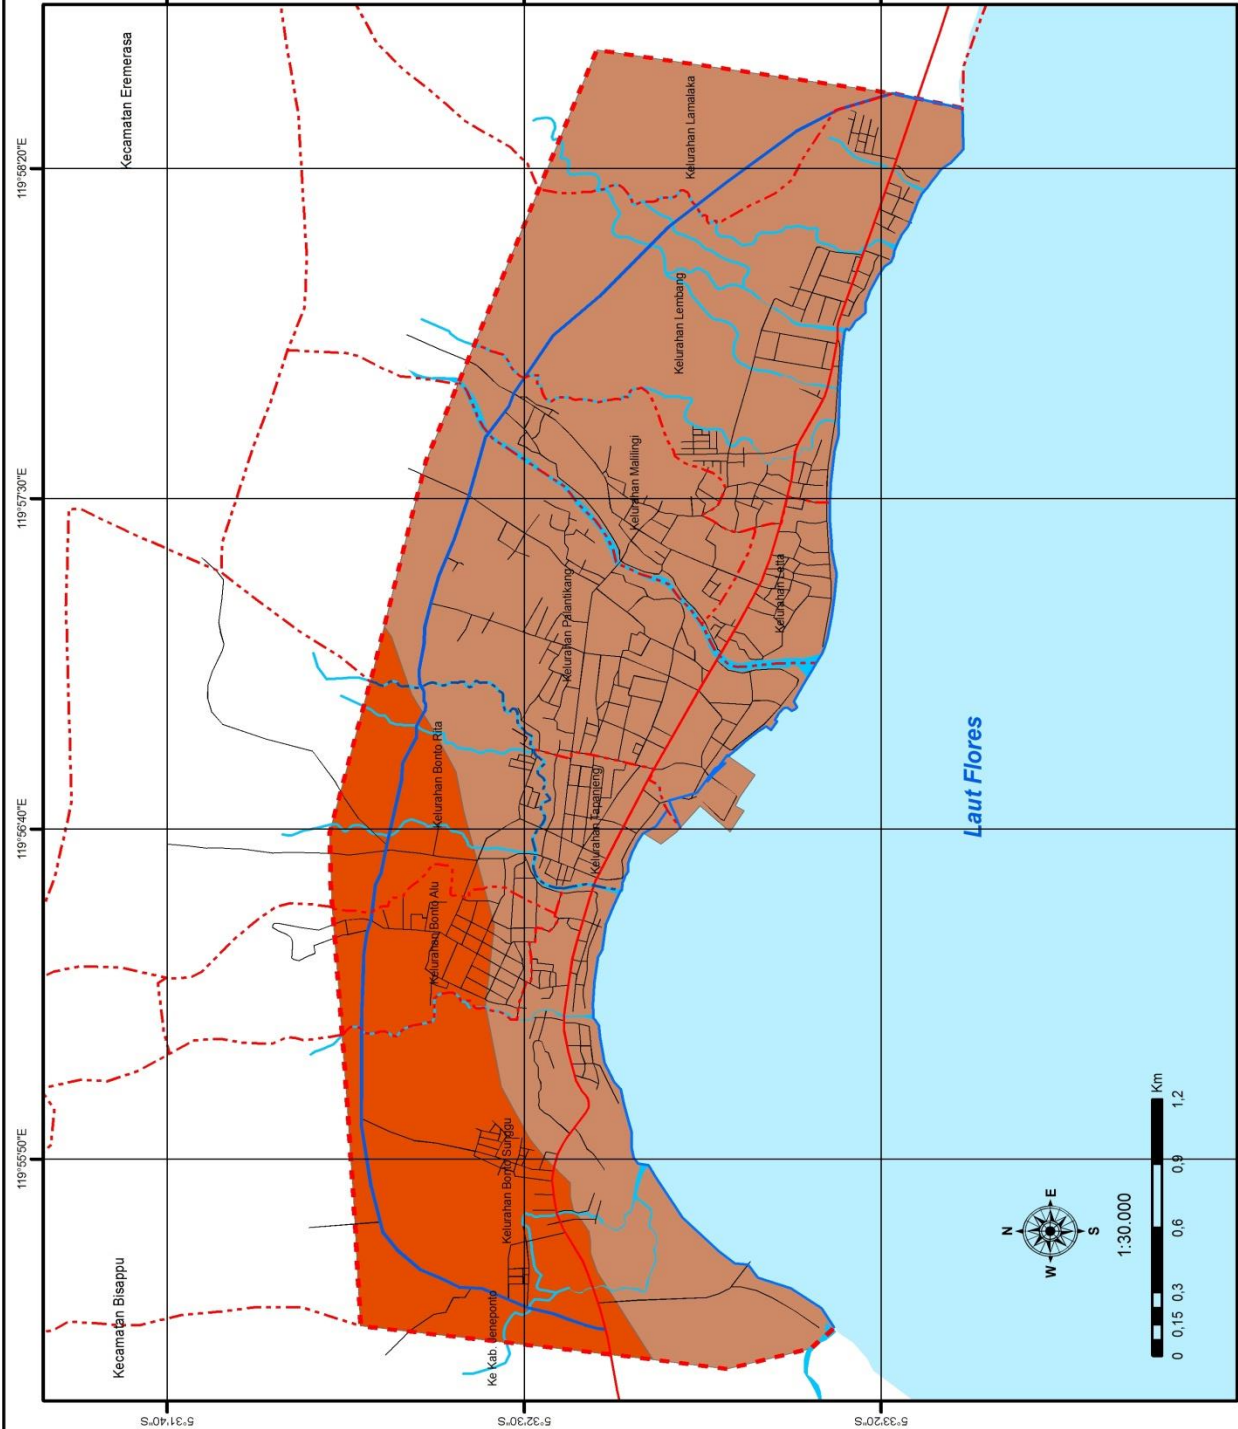 119°55'50"E
119°56'40"E
119°57'30"E
119°58'20"E
5°31'40"S
5°32'30"S
5°33'20"S
Kecamatan Bisappu
Kecamatan Eremerasa
Ke Kab. Jeneponto
Kelurahan Bonto Sunggu
Kelurahan Bonto Alu
Kelurahan Bonto Rita
Kelurahan Tapanjeng
Kelurahan Palantikang
Kelurahan Malilingi
Kelurahan Letta
Kelurahan Lembang
Kelurahan Lamalaka
Laut Flores
N
W E
S
1:30.000
0 0,15 0,3 0,6 0,9 1,2
Km